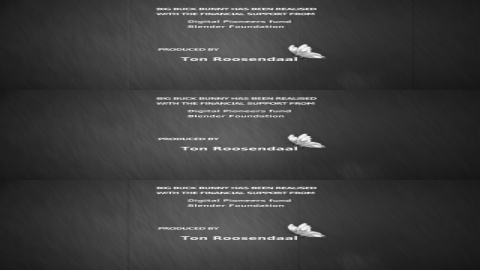 BIG BUCK BUNNY HAS BEEN REALISED
WITH THE FINANCIAL SUPPORT FROM
Digital Pioneers fund
Blender Foundation
PRODUCED BY
Ton Roosendaal
BIG BUCK BUNNY HAS BEEN REALISED
WITH THE FINANCIAL SUPPORT FROM
Digital Pioneers fund
Blender Foundation
PRODUCED BY
Ton Roosendaal
BIG BUCK BUNNY HAS BEEN REALISED
WITH THE FINANCIAL SUPPORT FROM
Digital Pioneers fund
Blender Foundation
PRODUCED BY
Ton Roosendaal